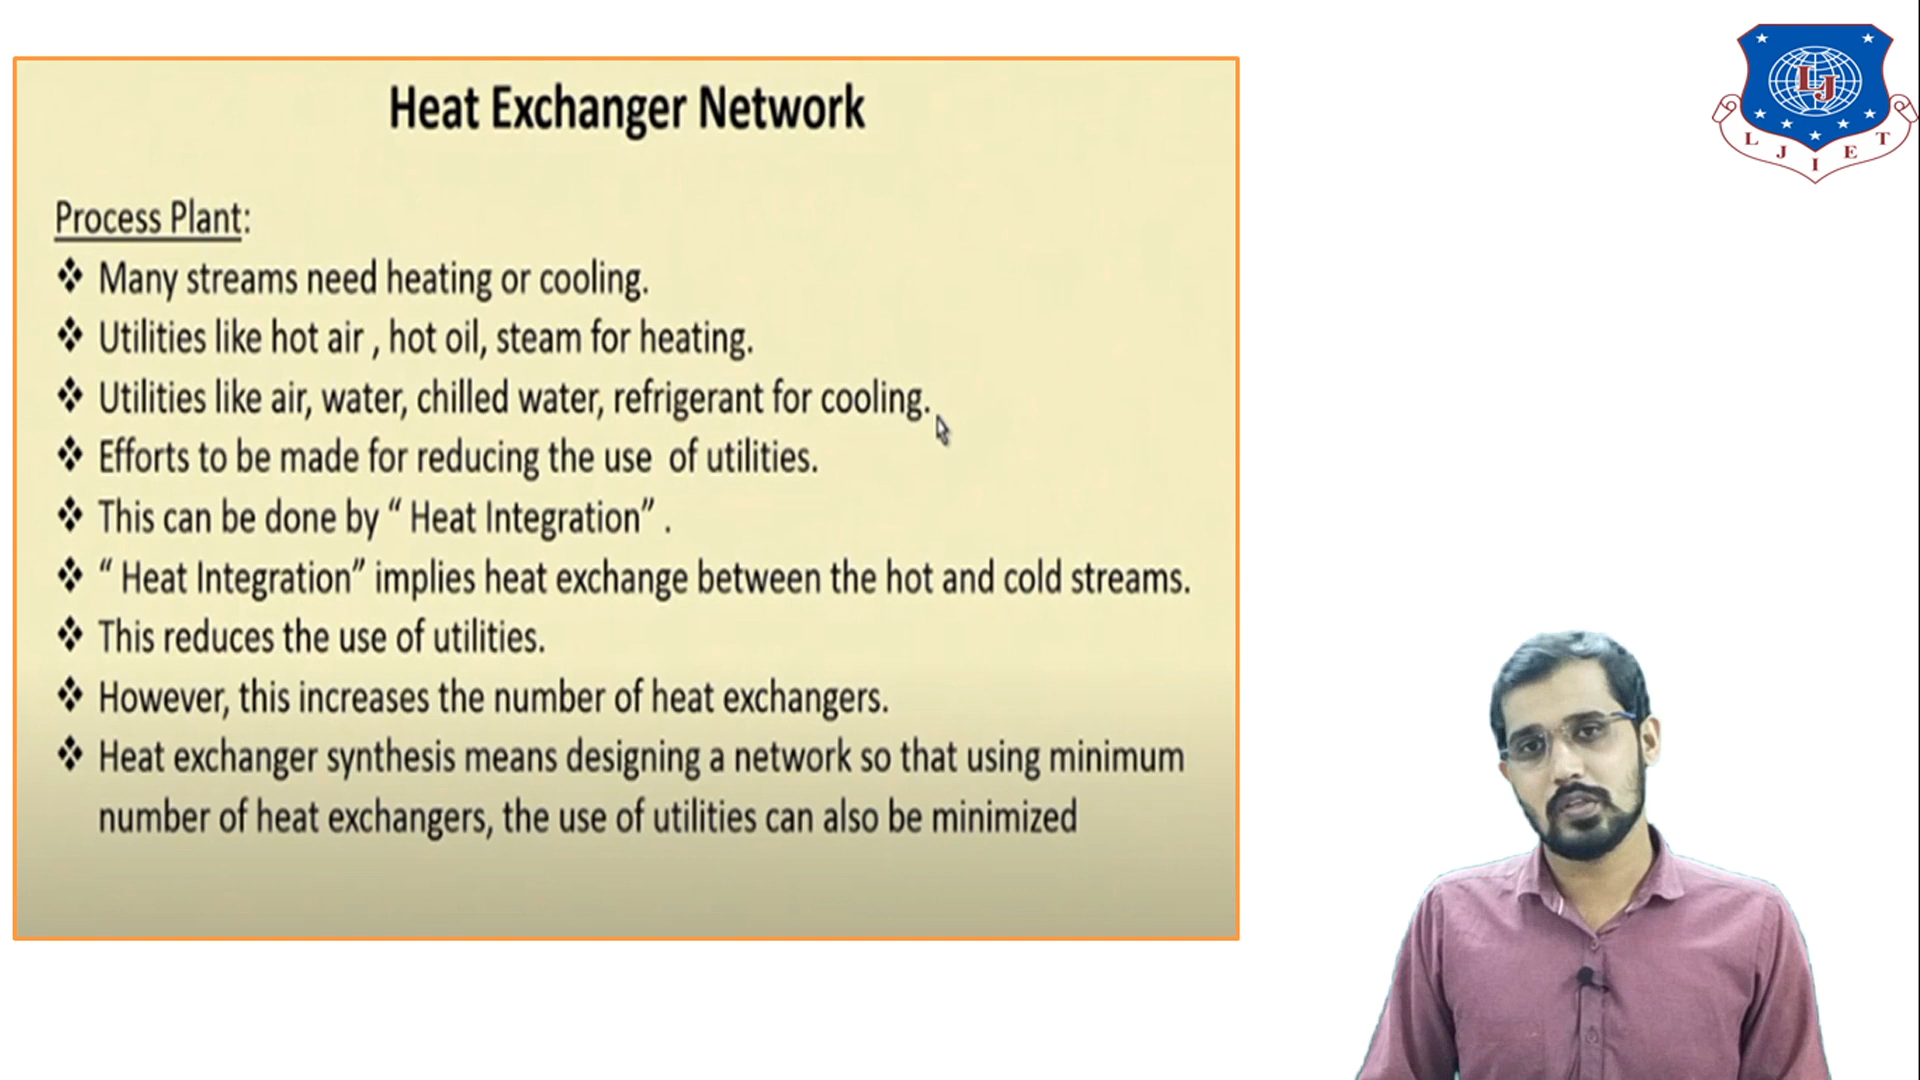 Heat Exchanger Network
Process Plant:
❖ Many streams need heating or cooling.
❖ Utilities like hot air , hot oil, steam for heating.
❖ Utilities like air, water, chilled water, refrigerant for cooling.
❖ Efforts to be made for reducing the use of utilities.
❖ This can be done by “ Heat Integration” .
❖ “ Heat Integration” implies heat exchange between the hot and cold streams.
❖ This reduces the use of utilities.
❖ However, this increases the number of heat exchangers.
❖ Heat exchanger synthesis means designing a network so that using minimum
number of heat exchangers, the use of utilities can also be minimized
LJ
L J I E T